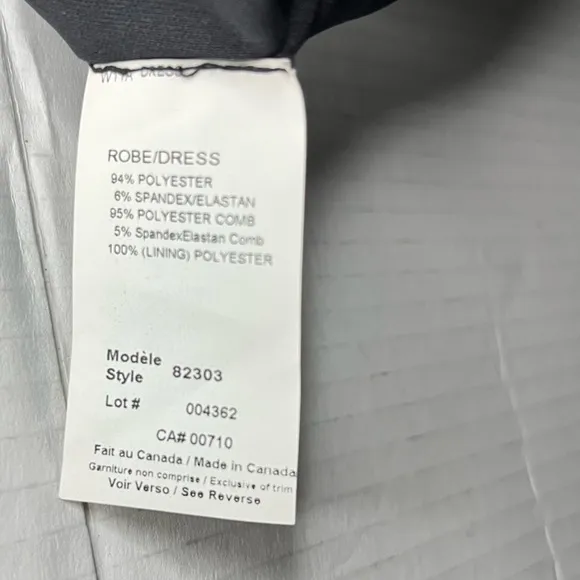 DRESS
ROBE/DRESS
94% POLYESTER
6% SPANDEX/ELASTAN
95% POLYESTER COMB
5% SpandexElastan Comb
100% (LINING) POLYESTER
Modèle
Style 82303
Lot # 004362
CA# 00710
Fait au Canada / Made in Canada
Garniture non comprise / Exclusive of trim
Voir Verso / See Reverse